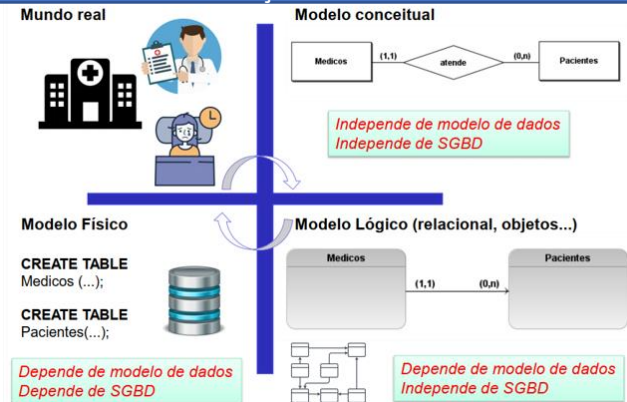 Mundo real
Modelo conceitual
Medicos
(1,1)
atende
(0,n)
Pacientes
Independe de modelo de dados
Independe de SGBD
Modelo Físico
CREATE TABLE
Medicos (...);
CREATE TABLE
Pacientes(...);
Depende de modelo de dados
Depende de SGBD
Modelo Lógico (relacional, objetos...)
Medicos
Pacientes
(1,1)
(0,n)
Depende de modelo de dados
Independe de SGBD